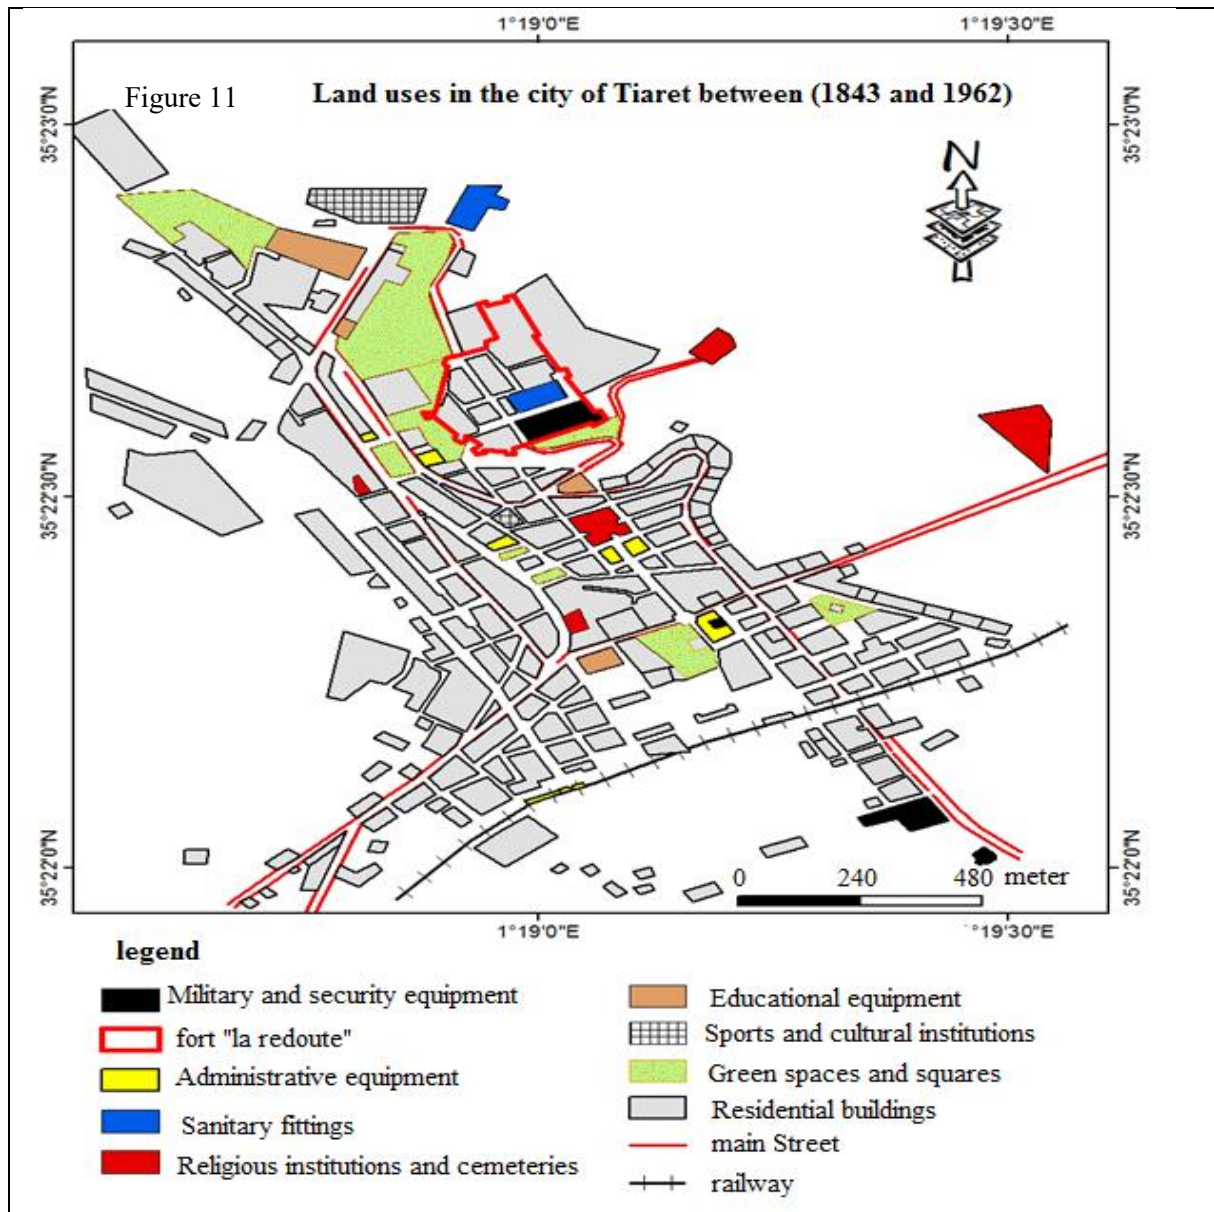 1°19'0"E 1°19'30"E
Figure 11
Land uses in the city of Tiaret between (1843 and 1962)
35°23'0"N 35°23'0"N
N
35°22'30"N 35°22'30"N
35°22'0"N 35°22'0"N
0 240 480 meter
1°19'0"E 1°19'30"E
legend
Military and security equipment
fort "la redoute"
Administrative equipment
Sanitary fittings
Religious institutions and cemeteries
Educational equipment
Sports and cultural institutions
Green spaces and squares
Residential buildings
main Street
railway